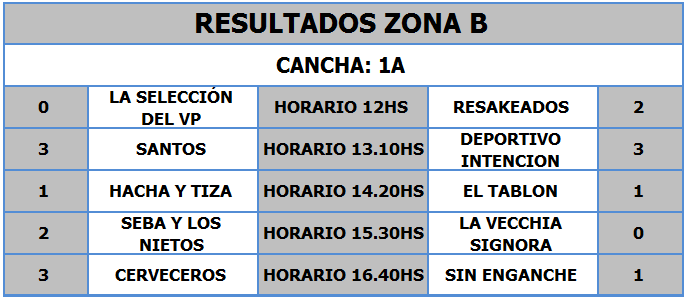 RESULTADOS ZONA B
CANCHA: 1A
0 LA SELECCIÓN DEL VP HORARIO 12HS RESAKEADOS 2
3 SANTOS HORARIO 13.10HS DEPORTIVO INTENCION 3
1 HACHA Y TIZA HORARIO 14.20HS EL TABLON 1
2 SEBA Y LOS NIETOS HORARIO 15.30HS LA VECCHIA SIGNORA 0
3 CERVECEROS HORARIO 16.40HS SIN ENGANCHE 1